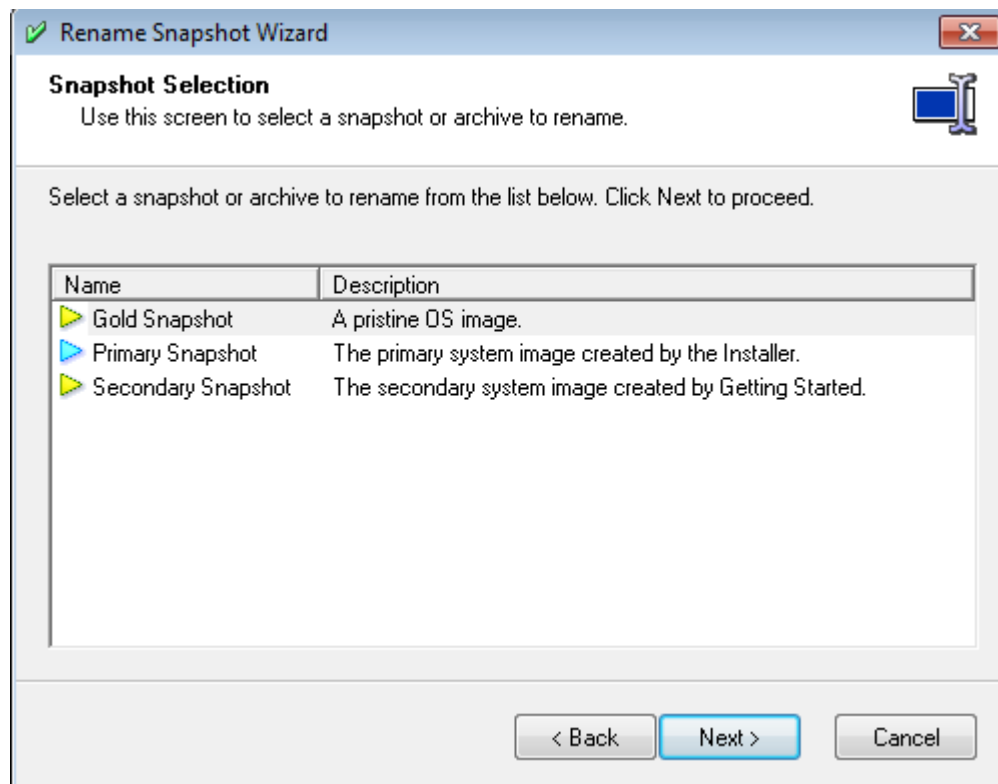 Rename Snapshot Wizard
Snapshot Selection
Use this screen to select a snapshot or archive to rename.
Select a snapshot or archive to rename from the list below. Click Next to proceed.
Name Description
Gold Snapshot A pristine OS image.
Primary Snapshot The primary system image created by the Installer.
Secondary Snapshot The secondary system image created by Getting Started.
< Back Next > Cancel